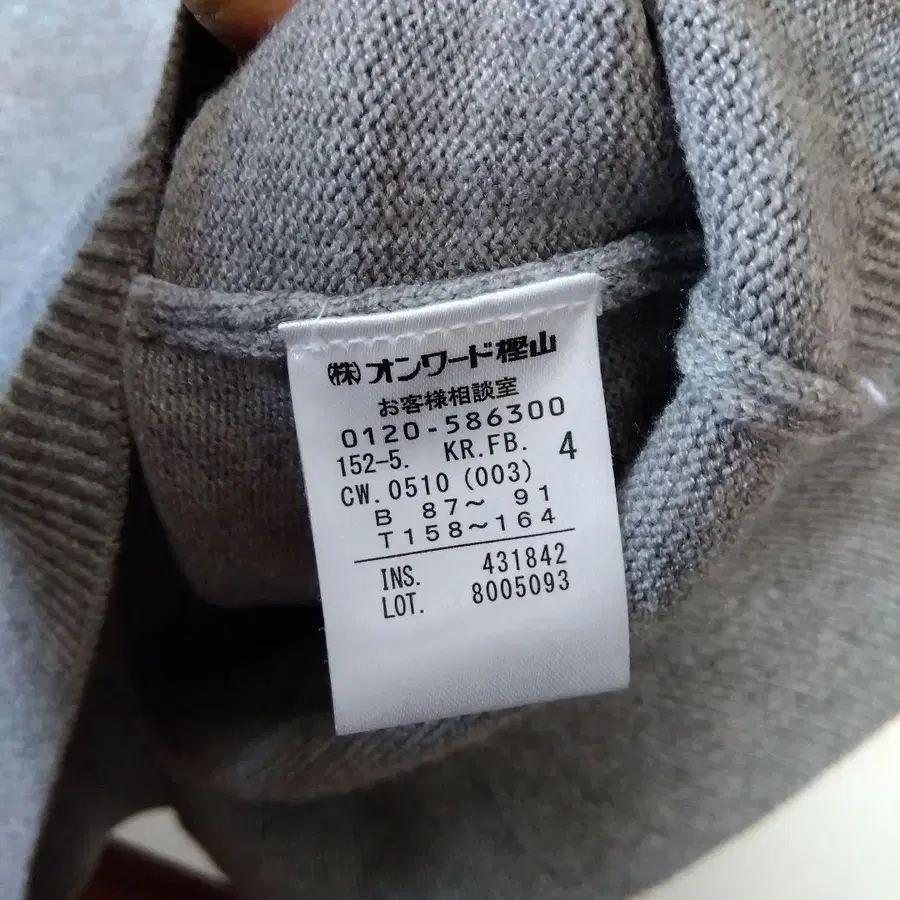 ㈱オンワード樫山
お客様相談室
0120-586300
152-5. KR.FB. 4
CW.0510 (003)
B 87〜 91
T158〜164
INS. 431842
LOT. 8005093